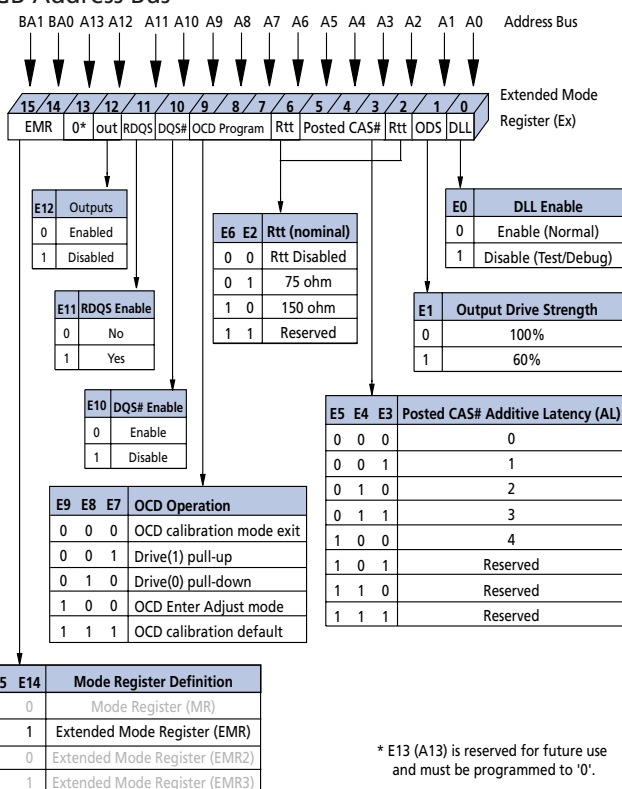 Address Bus
BA1 BA0 A13 A12 A11 A10 A9 A8 A7 A6 A5 A4 A3 A2 A1 A0 Address Bus
15 14 13 12 11 10 9 8 7 6 5 4 3 2 1 0
EMR 0* out RDQS DQS# OCD Program Rtt Posted CAS# Rtt ODS DLL
Extended Mode
Register (Ex)
E12 Outputs
0 Enabled
1 Disabled
E6 E2 Rtt (nominal)
0 0 Rtt Disabled
0 1 75 ohm
1 0 150 ohm
1 1 Reserved
E0 DLL Enable
0 Enable (Normal)
1 Disable (Test/Debug)
E11 RDQS Enable
0 No
1 Yes
E1 Output Drive Strength
0 100%
1 60%
E10 DQS# Enable
0 Enable
1 Disable
E5 E4 E3 Posted CAS# Additive Latency (AL)
0 0 0 0
0 0 1 1
0 1 0 2
0 1 1 3
1 0 0 4
1 0 1 Reserved
1 1 0 Reserved
1 1 1 Reserved
E9 E8 E7 OCD Operation
0 0 0 OCD calibration mode exit
0 0 1 Drive(1) pull-up
0 1 0 Drive(0) pull-down
1 0 0 OCD Enter Adjust mode
1 1 1 OCD calibration default
5 E14 Mode Register Definition
0 Mode Register (MR)
1 Extended Mode Register (EMR)
0 Extended Mode Register (EMR2)
1 Extended Mode Register (EMR3)
* E13 (A13) is reserved for future use
and must be programmed to '0'.